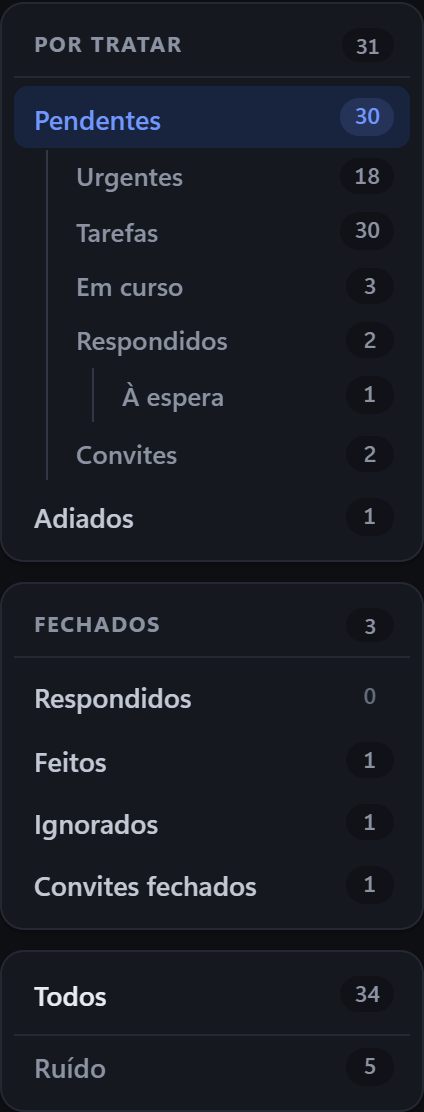 POR TRATAR 31
Pendentes 30
Urgentes 18
Tarefas 30
Em curso 3
Respondidos 2
À espera 1
Convites 2
Adiados 1
FECHADOS 3
Respondidos 0
Feitos 1
Ignorados 1
Convites fechados 1
Todos 34
Ruído 5